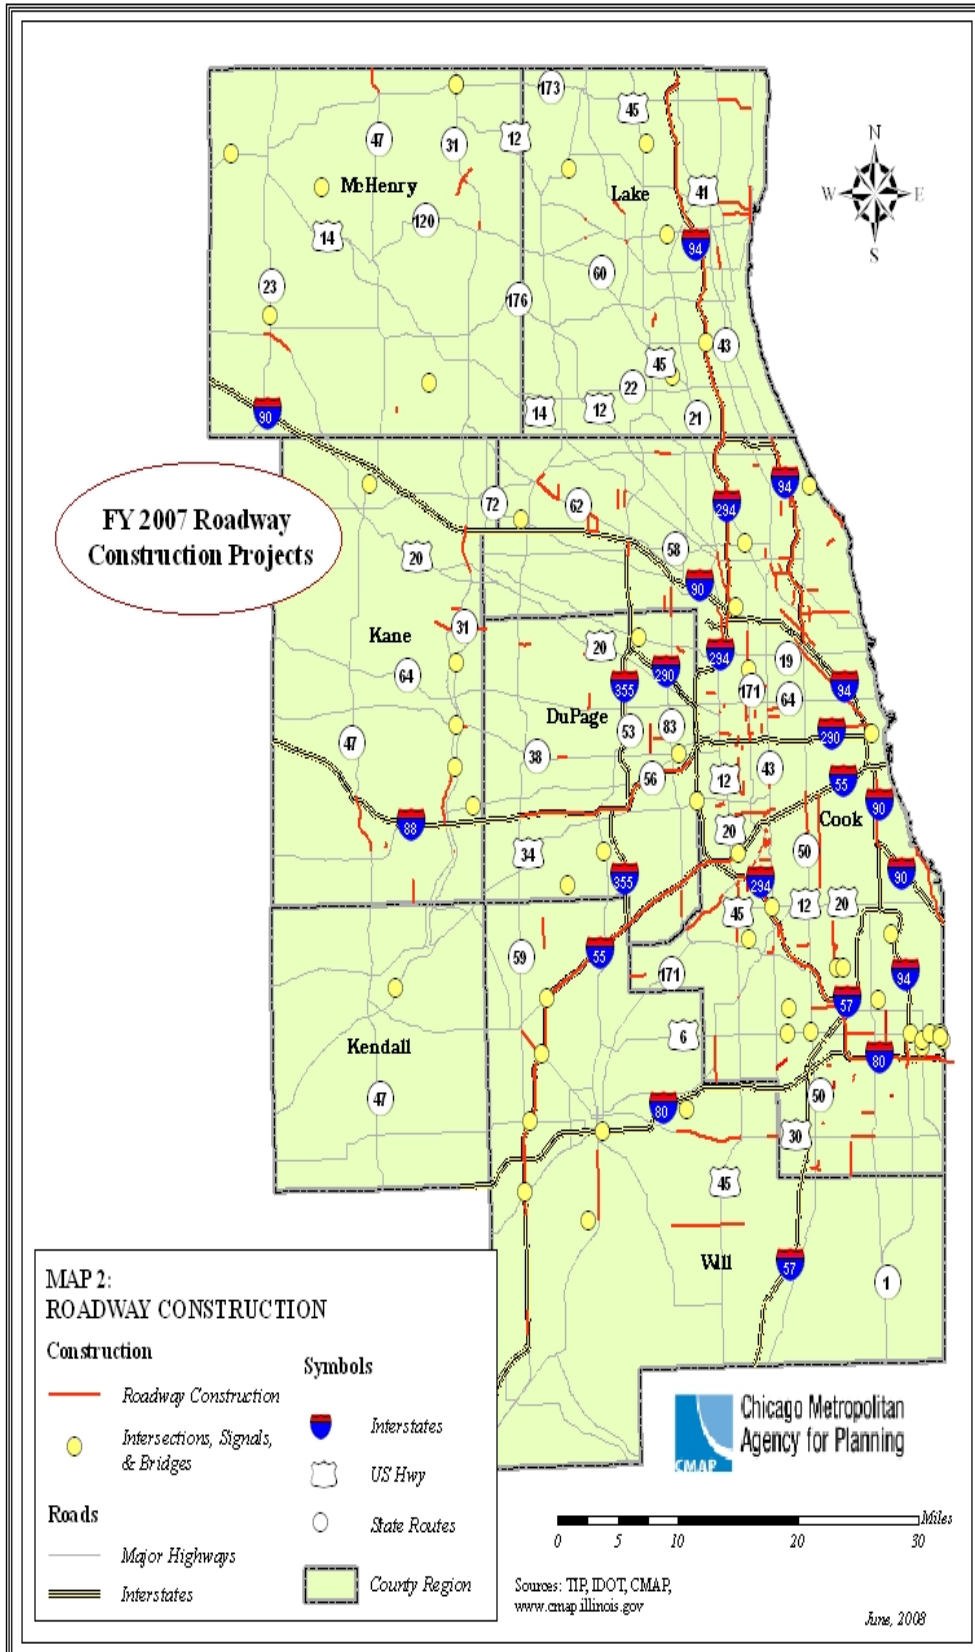 173
45
47
31
12
N
McHenry
Lake
41
W
E
120
14
S
94
60
23
176
43
45
22
14
12
21
90
94
72
62
294
FY 2007 Roadway
Construction Projects
58
20
90
31
Kane
20
19
294
64
290
355
171
64
94
DuPage
53
83
47
290
38
43
56
12
55
90
Cook
88
20
50
34
90
355
294
45
12
20
59
55
171
94
57
6
Kendall
80
47
50
80
30
45
Will
57
1
MAP 2:
ROADWAY CONSTRUCTION
Construction
Symbols
Roadway Construction
Interstates
Intersections, Signals,
& Bridges
US Hwy
Roads
State Routes
Major Highways
County Region
Interstates
Chicago Metropolitan
Agency for Planning
CMAP
Miles
0 5 10 20 30
Sources: TIP, IDOT, CMAP,
www.cmap.illinois.gov
June, 2008